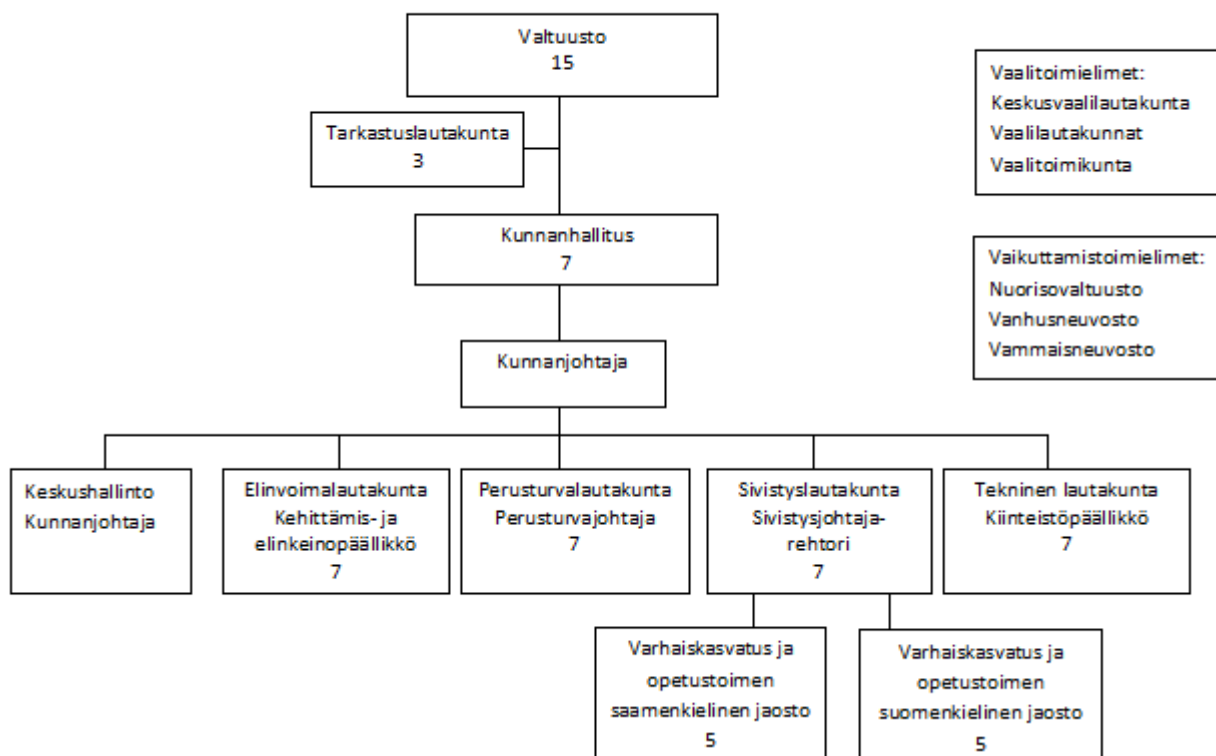 Valtuusto
15
Vaalitoimielimet:
Keskusvaalilautakunta
Vaalilautakunnat
Vaalitoimikunta
Tarkastuslautakunta
3
Kunnanhallitus
7
Vaikuttamistoimielimet:
Nuorisovaltuusto
Vanhusneuvosto
Vammaisneuvosto
Kunnanjohtaja
Keskushallinto
Kunnanjohtaja
Elinvoimalautakunta
Kehittämis- ja
elinkeinopäällikkö
7
Perusturvalautakunta
Perusturvajohtaja
7
Sivistyslautakunta
Sivistysjohtaja-
rehtori
7
Tekninen lautakunta
Kiinteistöpäällikkö
7
Varhaiskasvatus ja
opetustoimen
saamenkielinen jaosto
5
Varhaiskasvatus ja
opetustoimen
suomenkielinen jaosto
5